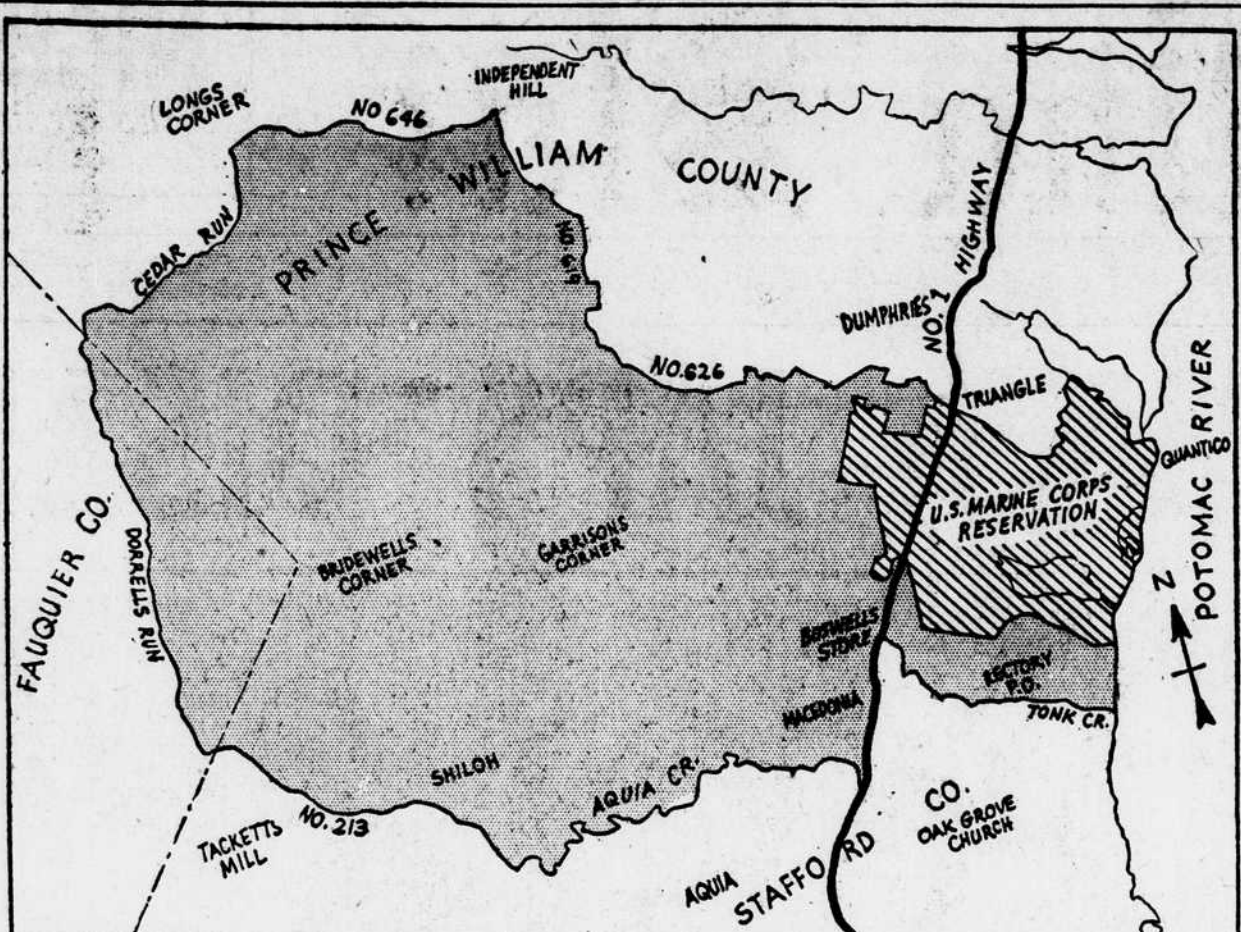 LONGS
CORNER
NO 646
INDEPENDENT
HILL
PRINCE WILLIAM COUNTY
CEDAR RUN
NO 619
HIGHWAY
NO. 1
DUMPHRIES
NO. 626
TRIANGLE
POTOMAC RIVER
QUANTICO
U.S. MARINE CORPS
RESERVATION
FAUQUIER CO.
DORRELLS RUN
BRIDEWELLS
CORNER
GARRISONS
CORNER
N
STORE
RECTORY
P.O.
MACEDONIA
TONK CR.
SHILOH
AQUIA CR.
NO. 213
TACKETTS
MILL
OAK GROVE
CHURCH
AQUIA
STAFFORD CO.